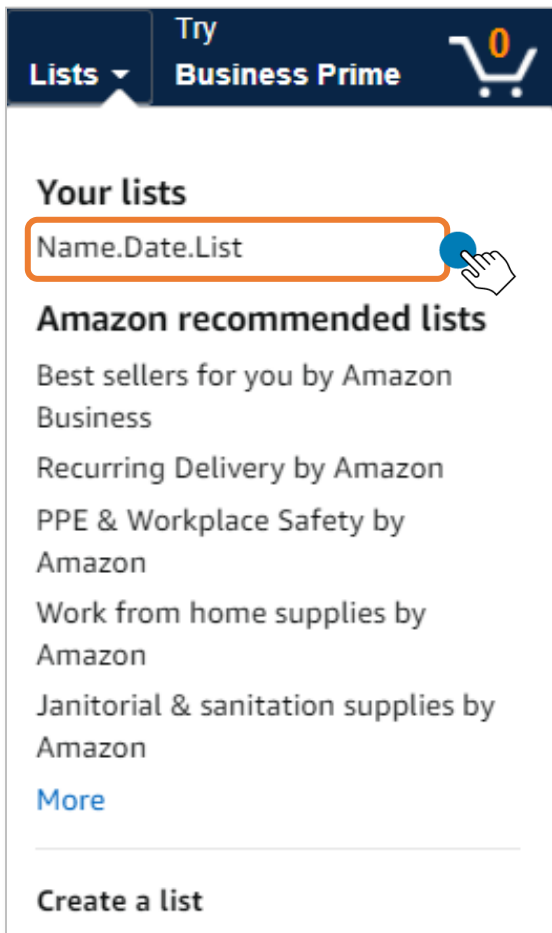 Try
0
Lists
Business Prime
Your lists
Name.Date.List
Amazon recommended lists
Best sellers for you by Amazon
Business
Recurring Delivery by Amazon
PPE & Workplace Safety by
Amazon
Work from home supplies by
Amazon
Janitorial & sanitation supplies by
Amazon
More
Create a list